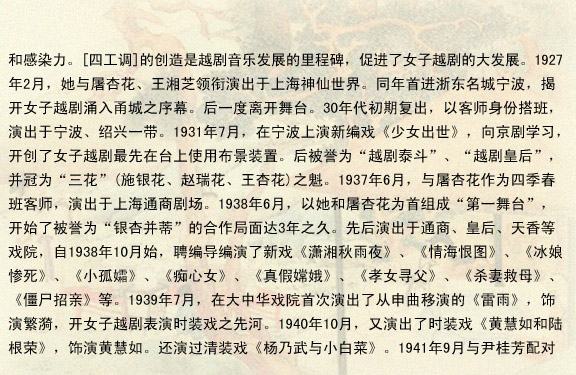 和感染力。[四工调]的创造是越剧音乐发展的里程碑，促进了女子越剧的大发展。1927
年2月，她与屠杏花、王湘芝领衔演出于上海神仙世界。同年首进浙东名城宁波，揭
开女子越剧涌入甬城之序幕。后一度离开舞台。30年代初期复出，以客师身份搭班，
演出于宁波、绍兴一带。1931年7月，在宁波上演新编戏《少女出世》，向京剧学习，
开创了女子越剧最先在台上使用布景装置。后被誉为“越剧泰斗”、“越剧皇后”，
并冠为“三花”(施银花、赵瑞花、王杏花)之魁。1937年6月，与屠杏花作为四季春
班客师，演出于上海通商剧场。1938年6月，以她和屠杏花为首组成“第一舞台”，
开始了被誉为“银杏并蒂”的合作局面达3年之久。先后演出于通商、皇后、天香等
戏院，自1938年10月始，聘编导编演了新戏《潇湘秋雨夜》、《情海恨图》、《冰娘
惨死》、《小孤孀》、《痴心女》、《真假嫦娥》、《孝女寻父》、《杀妻救母》、
《僵尸招亲》等。1939年7月，在大中华戏院首次演出了从申曲移演的《雷雨》，饰
演繁漪，开女子越剧表演时装戏之先河。1940年10月，又演出了时装戏《黄慧如和陆
根荣》，饰演黄慧如。还演过清装戏《杨乃武与小白菜》。1941年9月与尹桂芳配对